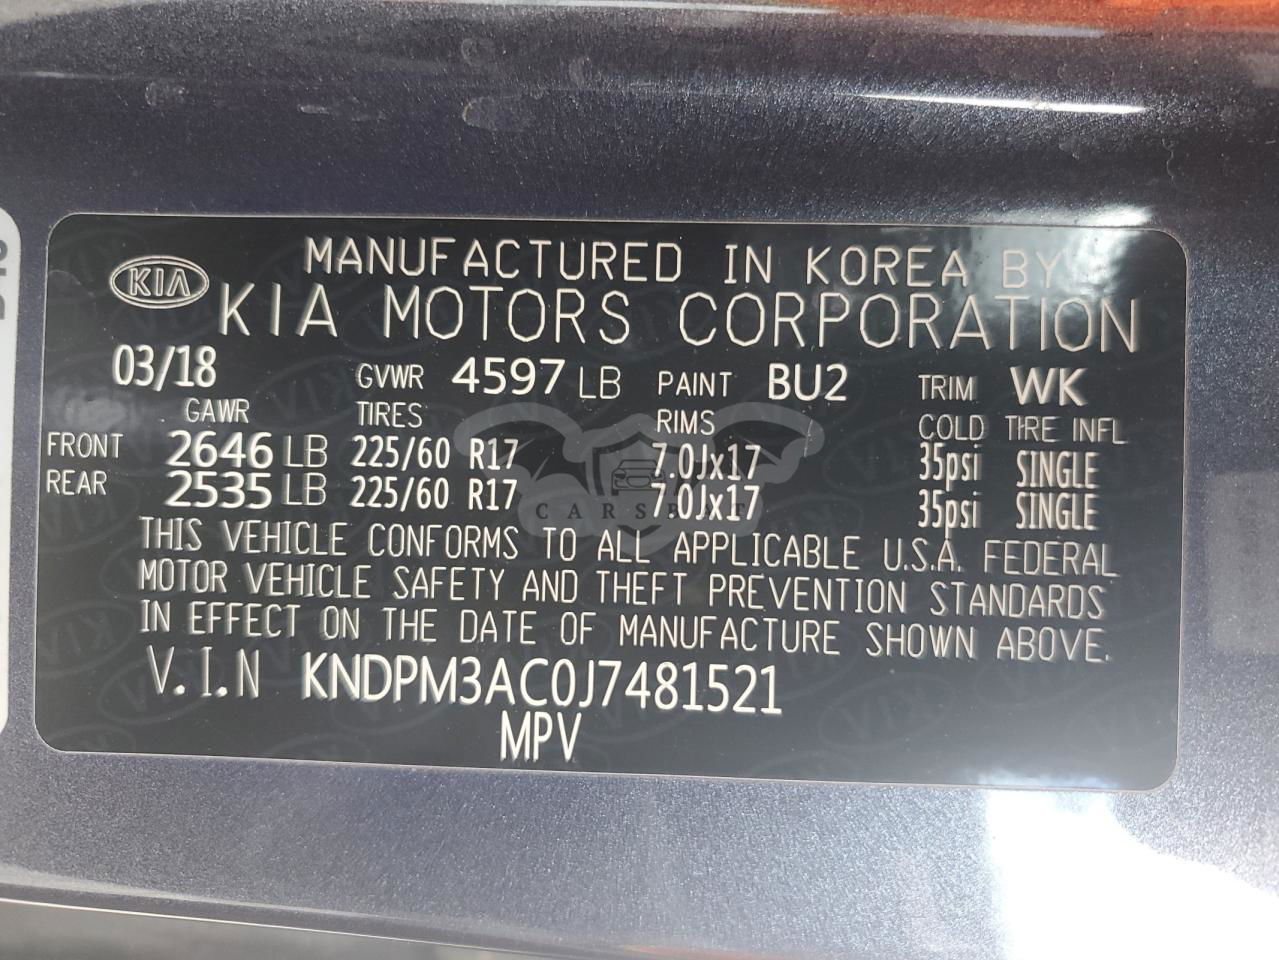 MANUFACTURED IN KOREA BY
KIA KIA MOTORS CORPORATION
03/18 GVWR 4597 LB PAINT BU2 TRIM WK
GAWR TIRES RIMS COLD TIRE INFL
FRONT 2646 LB 225/60 R17 7.0Jx17 35psi SINGLE
REAR 2535 LB 225/60 R17 7.0Jx17 35psi SINGLE
THIS VEHICLE CONFORMS TO ALL APPLICABLE U.S.A. FEDERAL
MOTOR VEHICLE SAFETY AND THEFT PREVENTION STANDARDS
IN EFFECT ON THE DATE OF MANUFACTURE SHOWN ABOVE.
V.I.N KNDPM3AC0J7481521
MPV